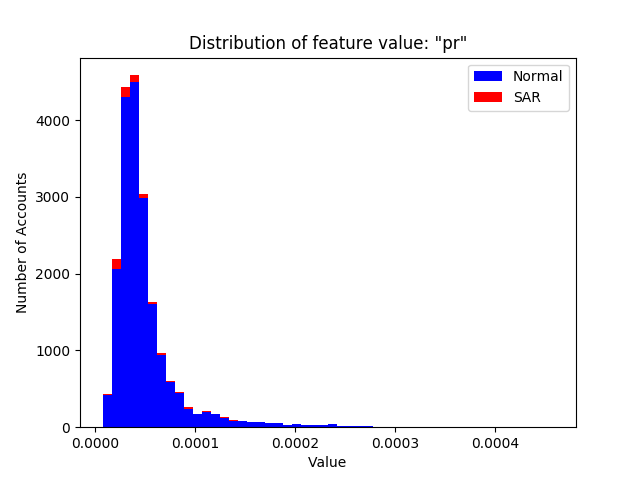 Distribution of feature value: "pr"
Normal
SAR
Number of Accounts
4000
3000
2000
1000
0
0.0000 0.0001 0.0002 0.0003 0.0004
Value